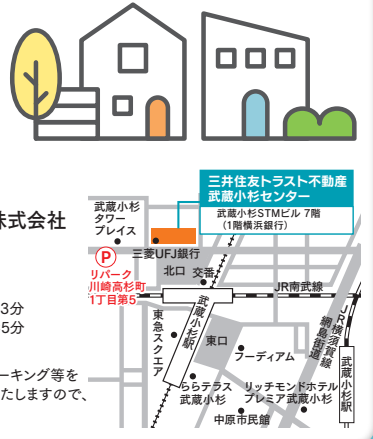 三井住友トラスト不動産
武蔵小杉センター
武蔵小杉STMビル 7階
(1階横浜銀行)
株式会社
武蔵小杉
タワー
プレイス
三菱UFJ銀行
P
リパーク
川崎高杉町
1丁目第5
北口
交番
JR南武線
3分
5分
武蔵小杉駅
東急スクエア
東口
フーディアム
JR横須賀線
綱島街道
武蔵小杉駅
ーキング等を
たしますので、
ららテラス
武蔵小杉
リッチモンドホテル
プレミア武蔵小杉
中原市民館